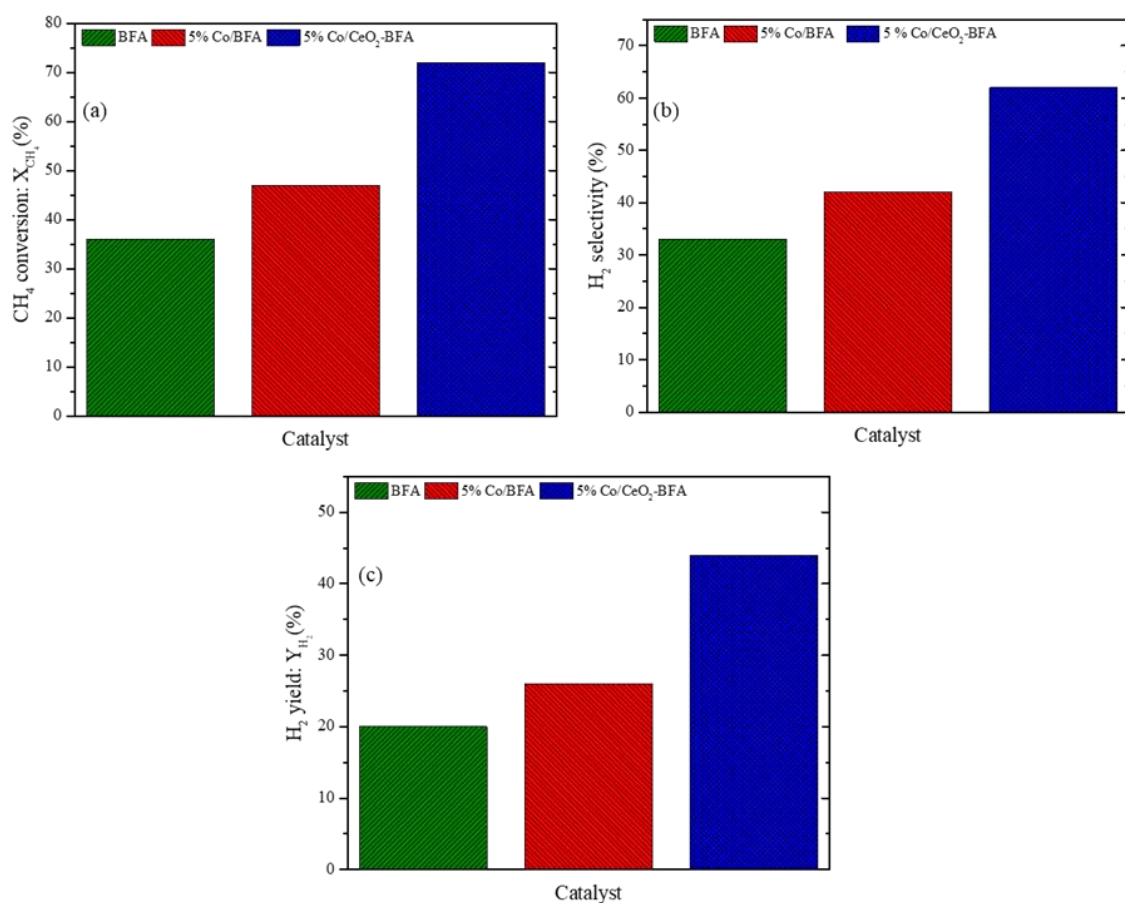 BFA 5% Co/BFA 5% Co/CeO₂-BFA
(a)
CH₄ conversion: X_CH₄(%)
80
70
60
50
40
30
20
10
0
Catalyst
BFA 5% Co/BFA 5 % Co/CeO₂-BFA
(b)
H₂ selectivity (%)
70
60
50
40
30
20
10
0
Catalyst
BFA 5% Co/BFA 5% Co/CeO₂-BFA
(c)
H₂ yield: Y_H₂(%)
50
40
30
20
10
0
Catalyst